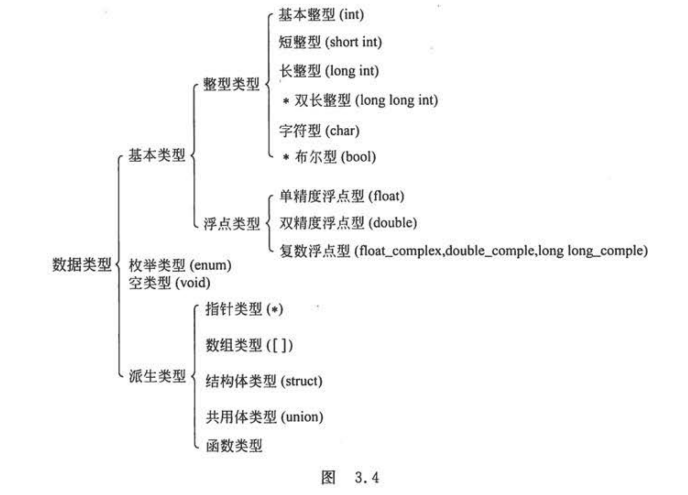 基本整型 (int)
短整型 (short int)
长整型 (long int)
整型类型
* 双长整型 (long long int)
字符型 (char)
基本类型
* 布尔型 (bool)
单精度浮点型 (float)
浮点类型
双精度浮点型 (double)
复数浮点型 (float_complex,double_comple,long long_comple)
数据类型
枚举类型 (enum)
空类型 (void)
指针类型 (*)
数组类型 ([ ])
派生类型
结构体类型 (struct)
共用体类型 (union)
函数类型
图 3.4